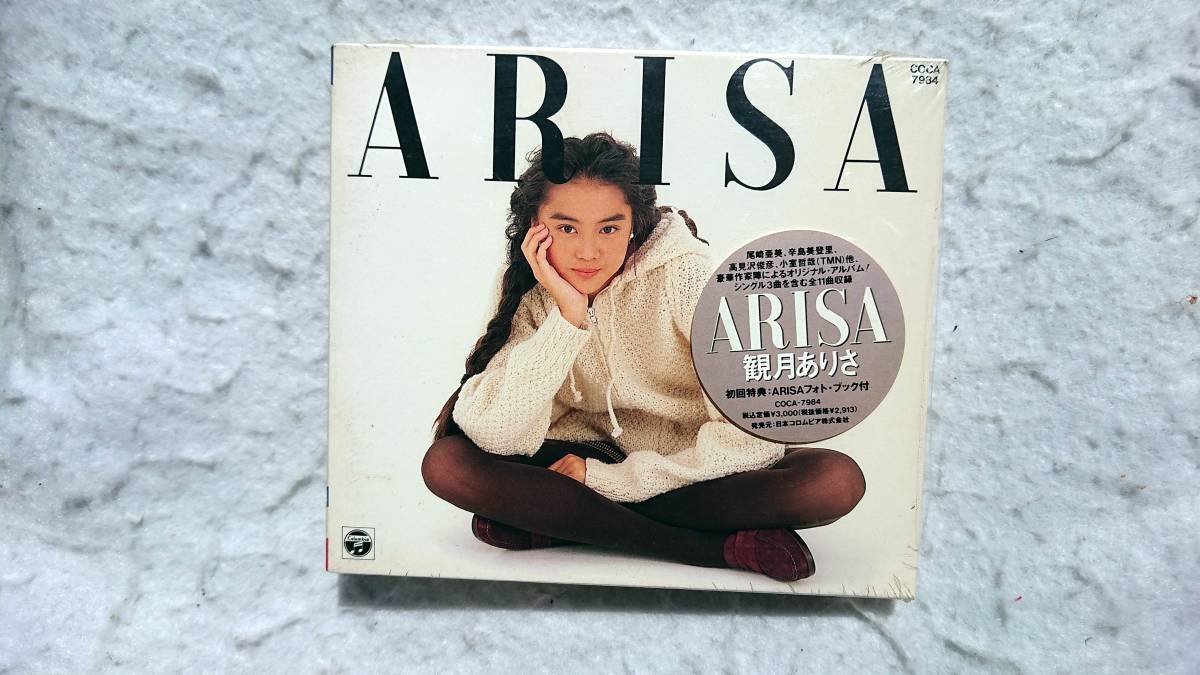 ARISA
COCA
7984
尾崎亜美、辛島美登里、
高見沢俊彦、小室哲哉(TMN)他、
豪華作家陣によるオリジナル・アルバム!
シングル3曲を含む全11曲収録
ARISA
観月ありさ
初回特典:ARISAフォト・ブック付
COCA-7984
税込定価¥3,000(税抜価格¥2,913)
発売元:日本コロムビア株式会社
Columbia